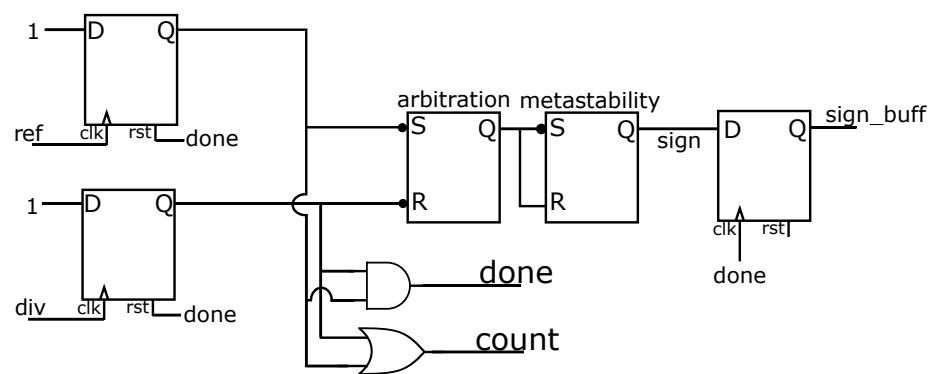 1
D
Q
clk
rst
ref
done
arbitration
metastability
S
Q
R
S
Q
R
sign
D
Q
sign_buff
clk
rst
done
1
D
Q
clk
rst
div
done
done
count